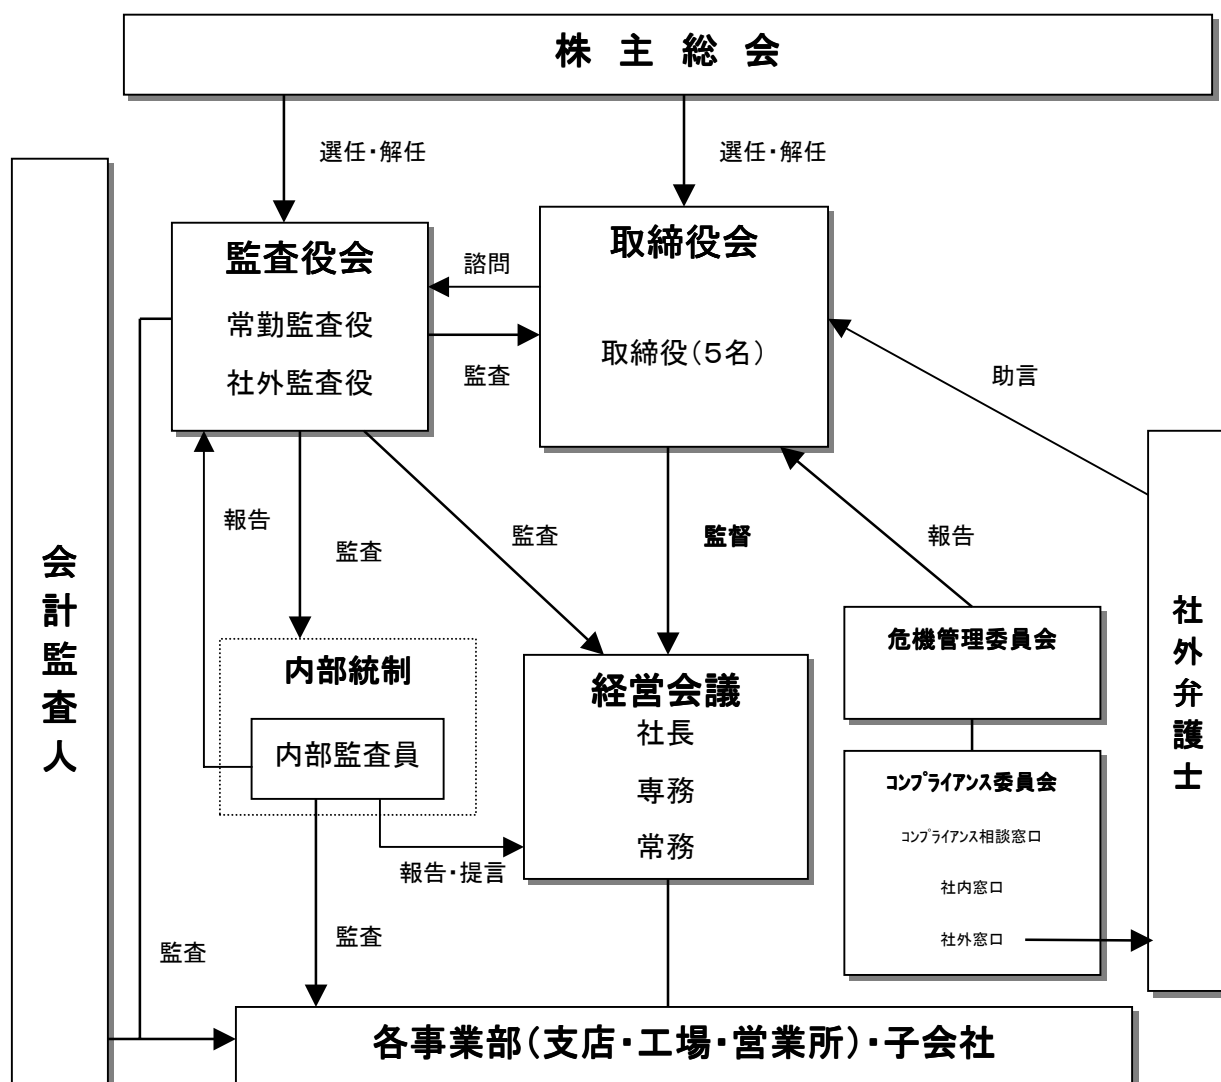 株 主 総 会
選任・解任
選任・解任
監査役会
常勤監査役
社外監査役
諮問
監査
取締役会
取締役(5名)
助言
報告
監査
監査
監督
報告
会計監査人
社外弁護士
内部統制
内部監査員
経営会議
社長
専務
常務
危機管理委員会
コンプライアンス委員会
コンプライアンス相談窓口
社内窓口
社外窓口
報告・提言
監査
監査
各事業部(支店・工場・営業所)・子会社